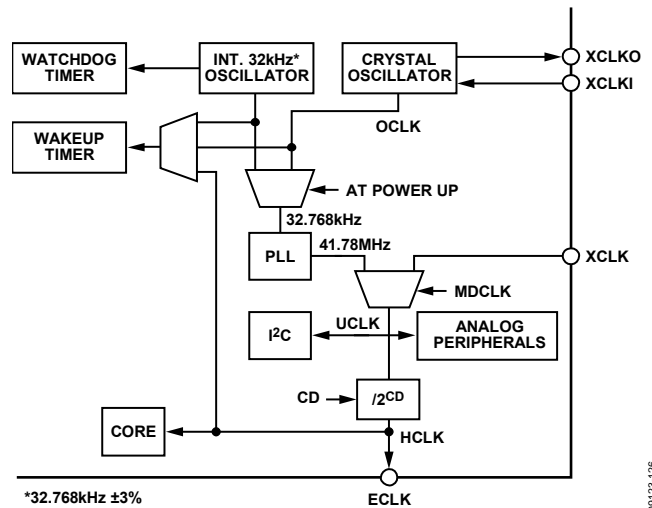 WATCHDOG
TIMER
INT. 32kHz*
OSCILLATOR
CRYSTAL
OSCILLATOR
XCLKO
XCLKI
OCLK
WAKEUP
TIMER
AT POWER UP
32.768kHz
PLL
41.78MHz
XCLK
MDCLK
I²C
UCLK
ANALOG
PERIPHERALS
CD
/2ᶜᴰ
CORE
HCLK
*32.768kHz ±3%
ECLK